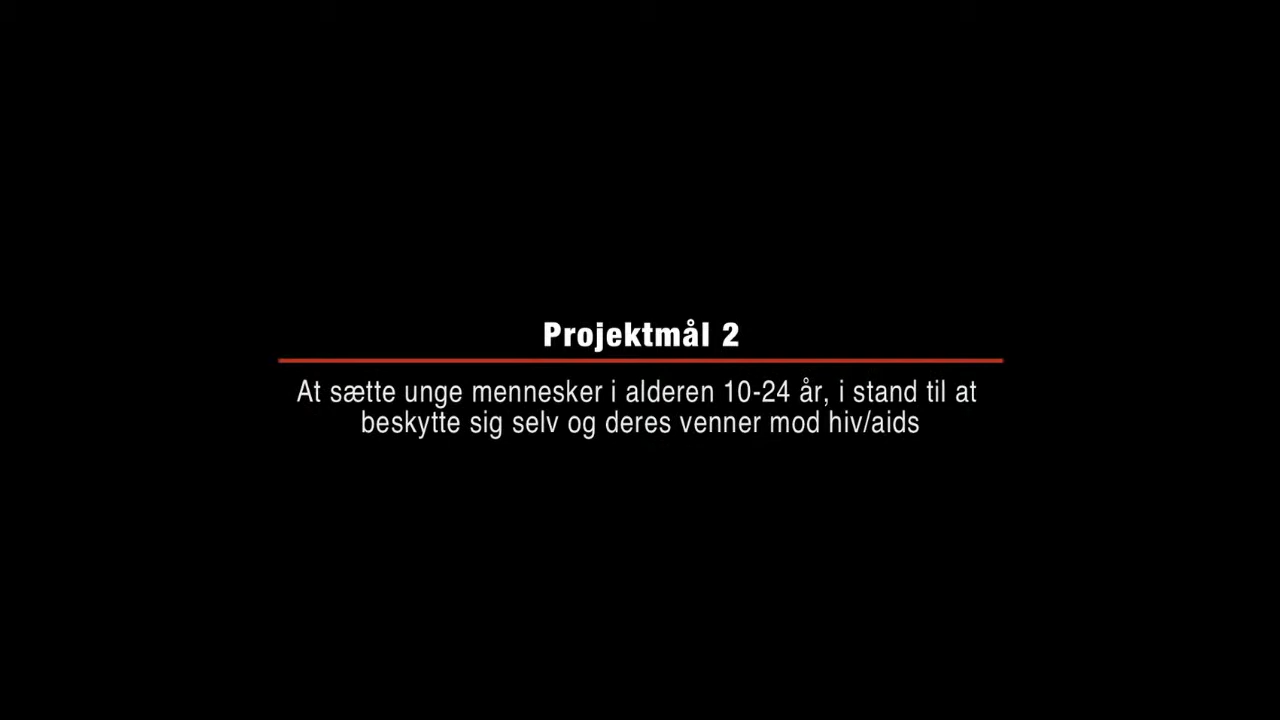 Projektmål 2
At sætte unge mennesker i alderen 10-24 år, i stand til at
beskytte sig selv og deres venner mod hiv/aids